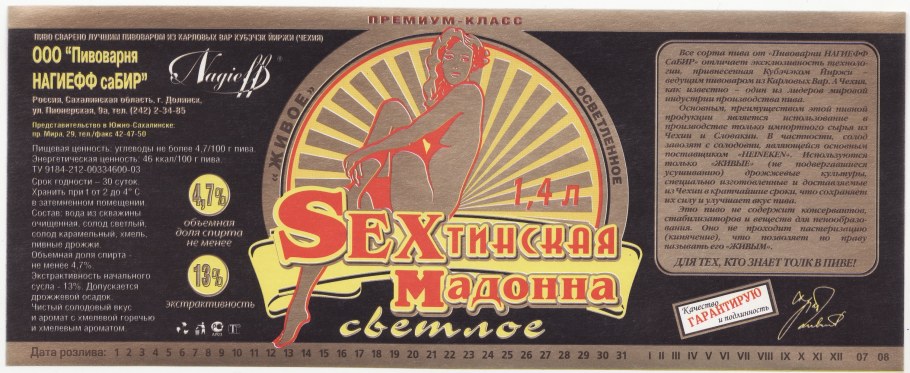 ПРЕМИУМ-КЛАСС
ПИВО СВАРЕНО ЛУЧШИМ ПИВОВАРОМ ИЗ КАРЛОВЫХ ВАР КУБЭЧЭК ЙИРЖИ (ЧЕХИЯ)
ООО "Пивоварня
НАГИЕФФ саБИР"
Nagieff
Россия, Сахалинская область, г. Долинск,
ул. Пионерская, 9а, тел. (242) 2-34-85
Представительство в Южно-Сахалинске:
пр. Мира, 29, тел./факс 42-47-50
Пищевая ценность: углеводы не более 4,7/100 г пива.
Энергетическая ценность: 46 ккал/100 г пива.
ТУ 9184-212-00334600-03
Срок годности – 30 суток.
Хранить при t от 2 до 4° С
в затемненном помещении.
Состав: вода из скважины
очищенная, солод светлый,
солод карамельный, хмель,
пивные дрожжи.
Объемная доля спирта -
не менее 4,7%.
Экстрактивность начального
сусла - 13%. Допускается
дрожжевой осадок.
Чистый солодовый вкус
и аромат с хмелевой горечью
и хмелевым ароматом.
4,7%
объемная
доля спирта
не менее
13%
экстрактивность
"ЖИВОЕ"
ОСВЕТЛЕННОЕ
1,4 л
SEXТИНСКАЯ
МАДОННА
светлое
Все сорта пива от «Пивоварни НАГИЕФФ
СаБИР» отличает эксклюзивность техноло-
гии, привнесенная Кубэчэком Йиржи –
ведущим пивоваром из Карловых Вар. А Чехия,
как известно – один из лидеров мировой
индустрии производства пива.
Основным, преимуществом этой пивной
продукции является использование в
производстве только импортного сырья из
Чехии и Словакии. В частности, солод
завозят с солодовни, являющейся основным
поставщиком «HEINEKEN». Используются
только «ЖИВЫЕ» (не подвергавшиеся
усушиванию) дрожжевые культуры,
специально изготовленные и доставляемые
из Чехии в кратчайшие сроки, что сохраняет
их силу и улучшает вкус пива.
Это пиво не содержит консервантов,
стабилизаторов и веществ для пенообразо-
вания. Оно не проходит пастеризацию
(кипячение), что позволяет по праву
называть его «ЖИВЫМ».
ДЛЯ ТЕХ, КТО ЗНАЕТ ТОЛК В ПИВЕ!
Качество
ГАРАНТИРУЮ
и подлинность
Дата розлива: 1 2 3 4 5 6 7 8 9 10 11 12 13 14 15 16 17 18 19 20 21 22 23 24 25 26 27 28 29 30 31 I II III IV V VI VII VIII IX X XI XII 07 08